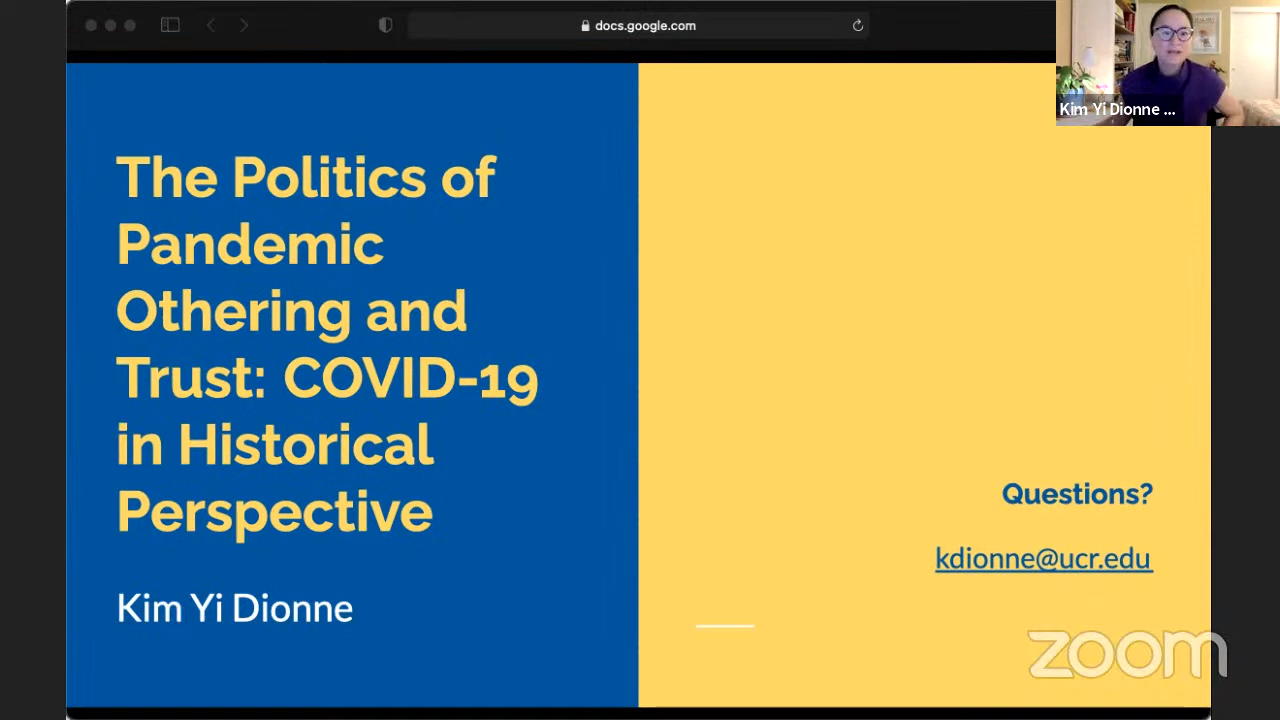 docs.google.com
Kim Yi Dionne ...
The Politics of
Pandemic
Othering and
Trust: COVID-19
in Historical
Perspective
Kim Yi Dionne
Questions?
kdionne@ucr.edu
zoom